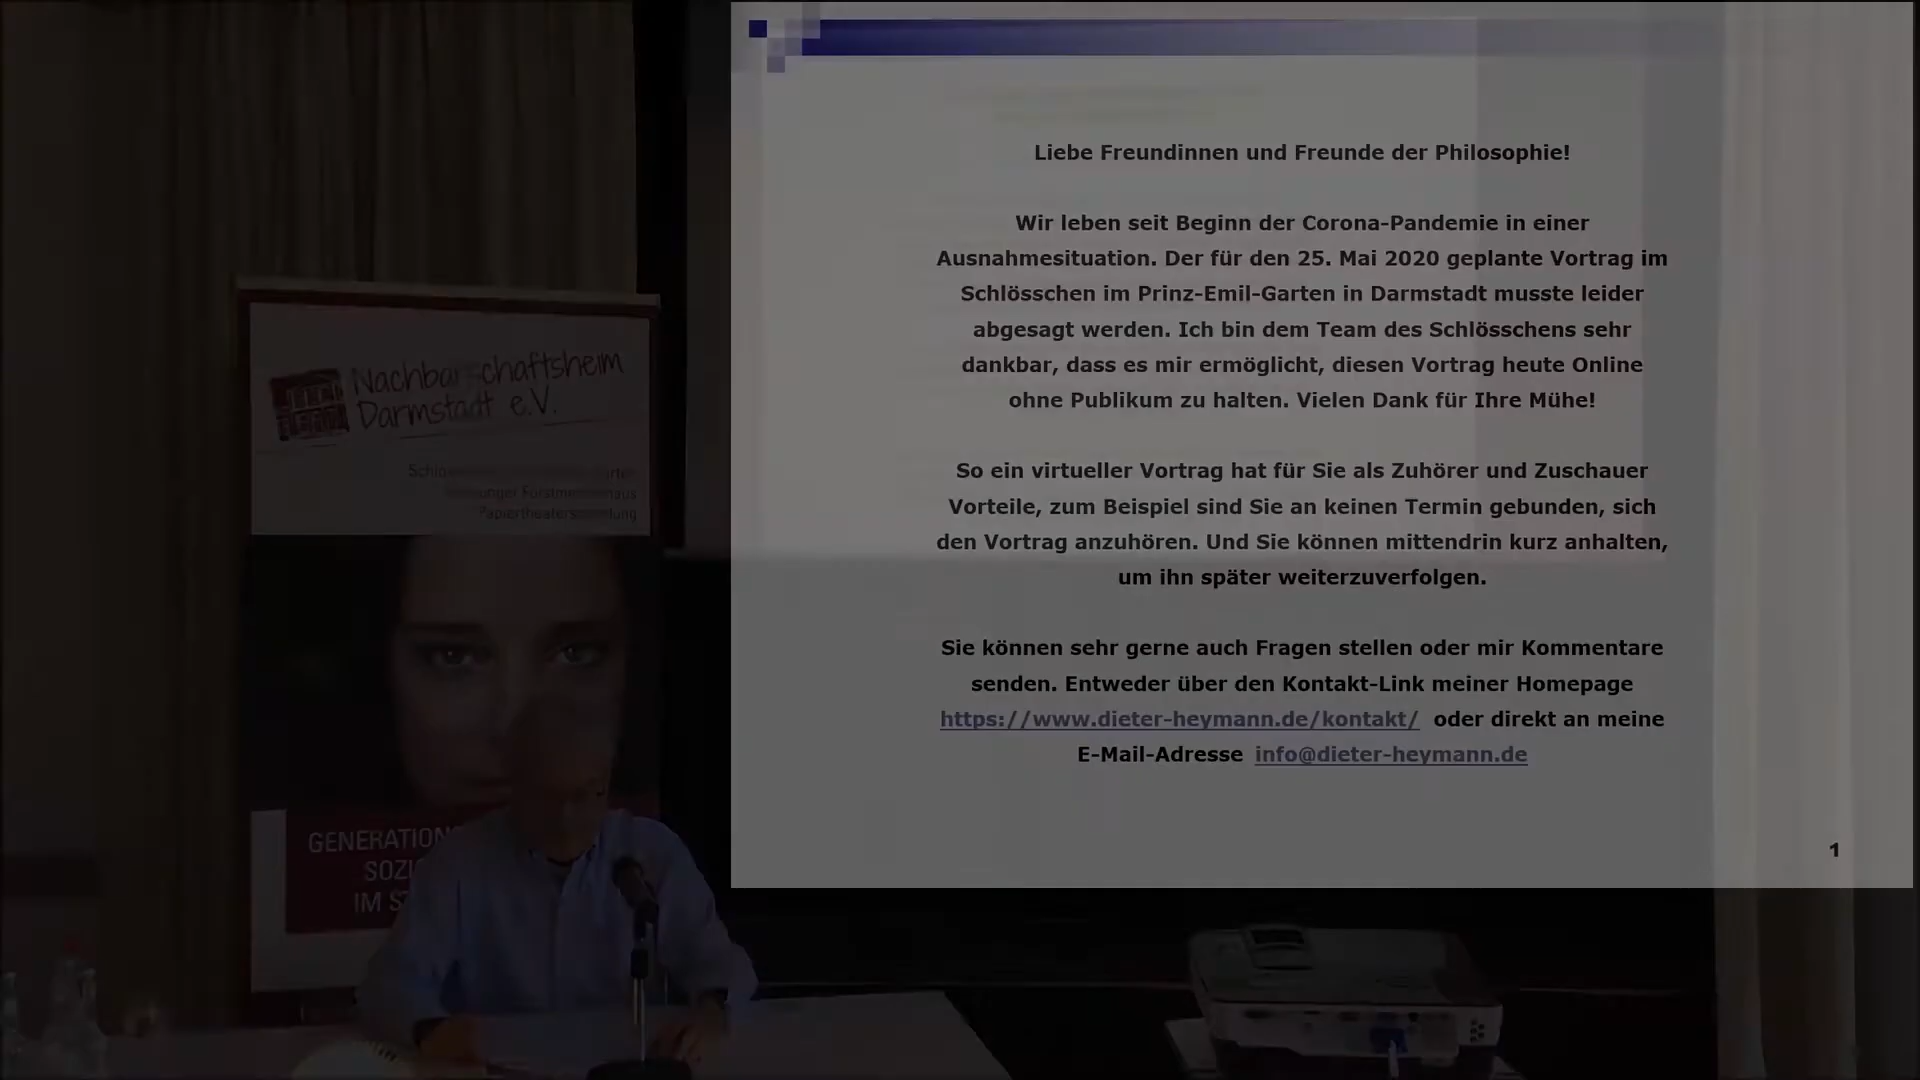 Liebe Freundinnen und Freunde der Philosophie!
Wir leben seit Beginn der Corona-Pandemie in einer
Ausnahmesituation. Der für den 25. Mai 2020 geplante Vortrag im
Schlösschen im Prinz-Emil-Garten in Darmstadt musste leider
abgesagt werden. Ich bin dem Team des Schlösschens sehr
dankbar, dass es mir ermöglicht, diesen Vortrag heute Online
ohne Publikum zu halten. Vielen Dank für Ihre Mühe!
So ein virtueller Vortrag hat für Sie als Zuhörer und Zuschauer
Vorteile, zum Beispiel sind Sie an keinen Termin gebunden, sich
den Vortrag anzuhören. Und Sie können mittendrin kurz anhalten,
um ihn später weiterzuverfolgen.
Sie können sehr gerne auch Fragen stellen oder mir Kommentare
senden. Entweder über den Kontakt-Link meiner Homepage
https://www.dieter-heymann.de/kontakt/ oder direkt an meine
E-Mail-Adresse info@dieter-heymann.de
1
Nachbarschaftsheim
Darmstadt e.V.
Papiertheatersammlung
GENERATION
IM